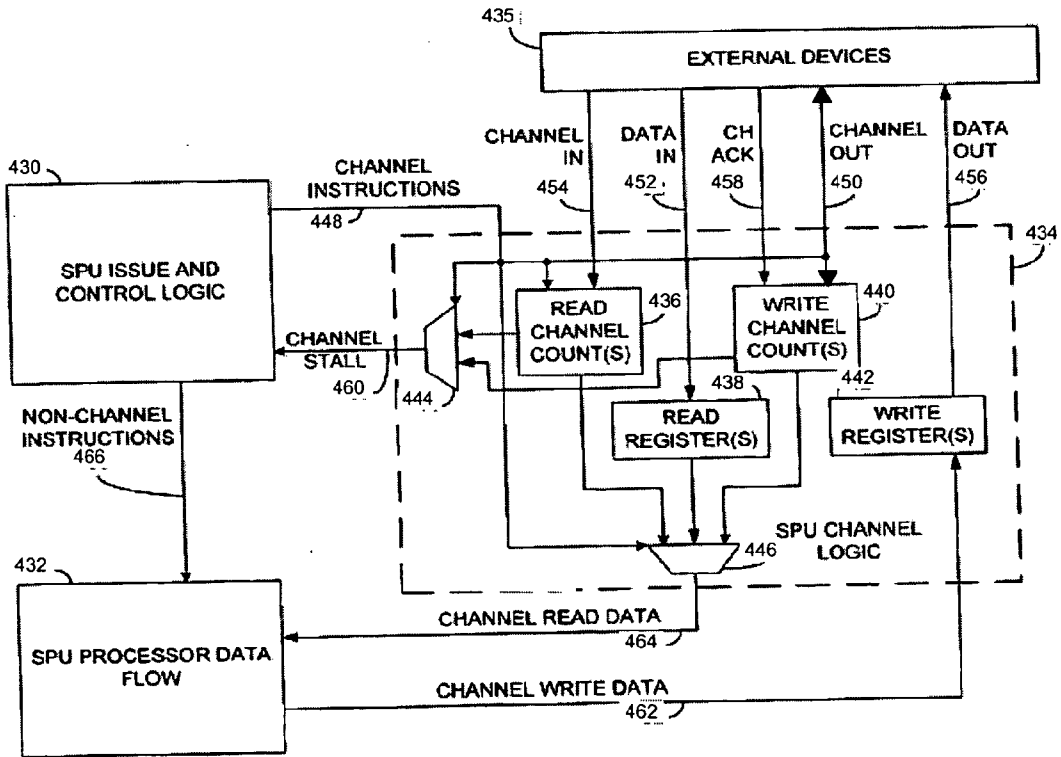 435
EXTERNAL DEVICES
CHANNEL
IN
454
DATA
IN
452
CH
ACK
458
CHANNEL
OUT
450
DATA
OUT
456
430
CHANNEL
INSTRUCTIONS
448
434
SPU ISSUE AND
CONTROL LOGIC
READ
CHANNEL
COUNT(S)
436
WRITE
CHANNEL
COUNT(S)
440
CHANNEL
STALL
460
444
438
READ
REGISTER(S)
442
WRITE
REGISTER(S)
NON-CHANNEL
INSTRUCTIONS
466
SPU CHANNEL
LOGIC
446
432
CHANNEL READ DATA
464
SPU PROCESSOR DATA
FLOW
CHANNEL WRITE DATA
462